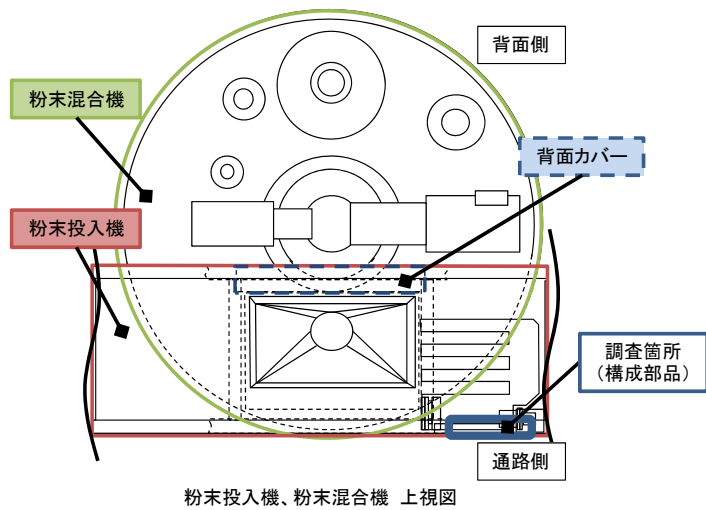 背面側
粉末混合機
背面カバー
粉末投入機
調査箇所
（構成部品）
通路側
粉末投入機、粉末混合機 上視図